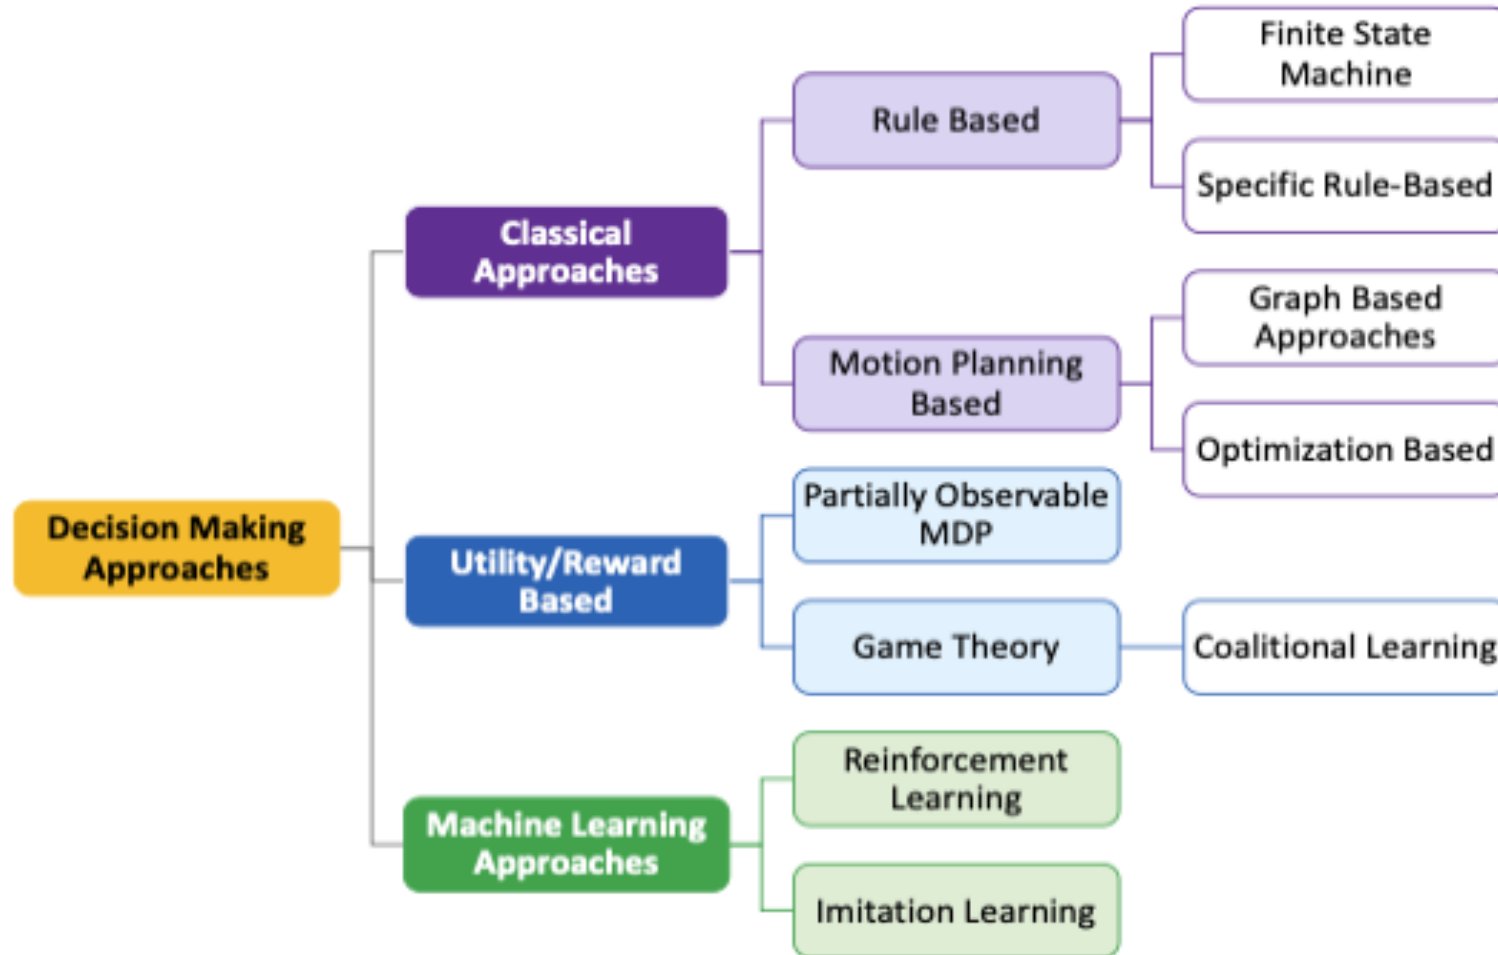 Finite State
Machine
Rule Based
Specific Rule-Based
Classical
Approaches
Graph Based
Approaches
Motion Planning
Based
Optimization Based
Decision Making
Approaches
Partially Observable
MDP
Utility/Reward
Based
Game Theory
Coalitional Learning
Reinforcement
Learning
Machine Learning
Approaches
Imitation Learning